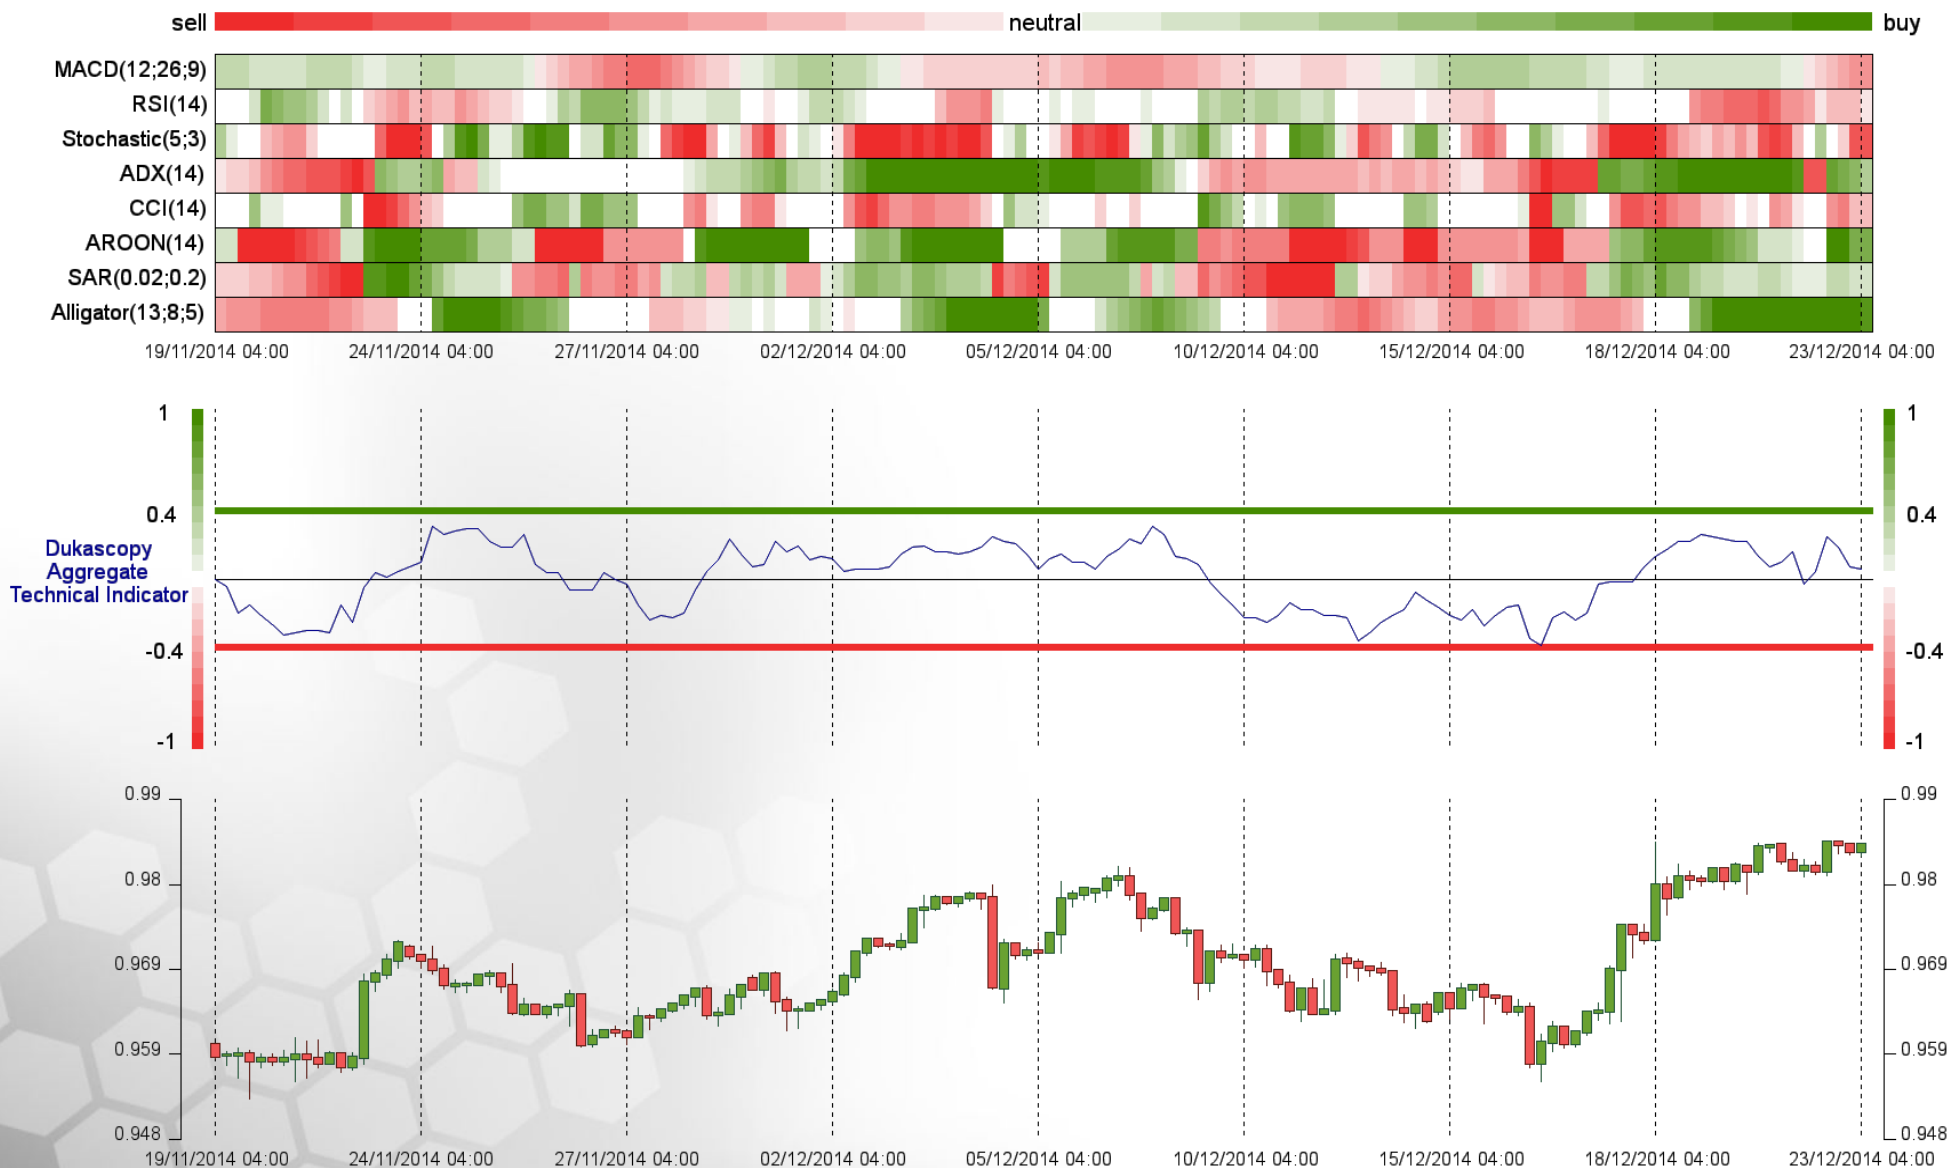 sell neutral buy
MACD(12;26;9)
RSI(14)
Stochastic(5;3)
ADX(14)
CCI(14)
AROON(14)
SAR(0.02;0.2)
Alligator(13;8;5)
19/11/2014 04:00 24/11/2014 04:00 27/11/2014 04:00 02/12/2014 04:00 05/12/2014 04:00 10/12/2014 04:00 15/12/2014 04:00 18/12/2014 04:00 23/12/2014 04:00
1 1
0.4 0.4
Dukascopy
Aggregate
Technical Indicator
-0.4 -0.4
-1 -1
0.99 0.99
0.98 0.98
0.969 0.969
0.959 0.959
0.948 0.948
19/11/2014 04:00 24/11/2014 04:00 27/11/2014 04:00 02/12/2014 04:00 05/12/2014 04:00 10/12/2014 04:00 15/12/2014 04:00 18/12/2014 04:00 23/12/2014 04:00